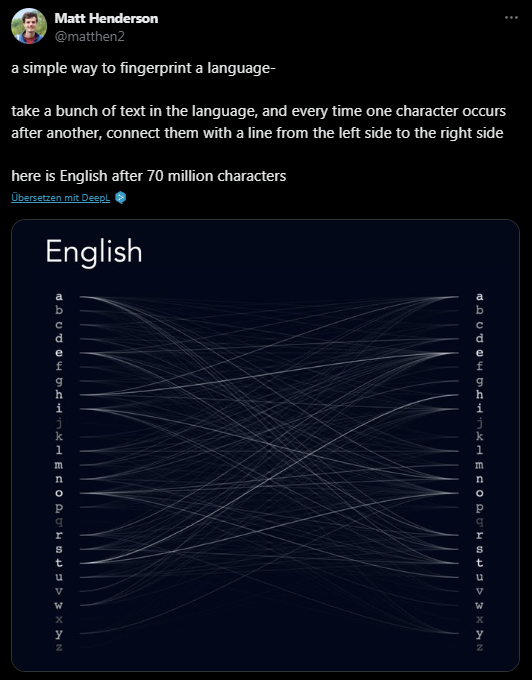 Matt Henderson
@matthen2
a simple way to fingerprint a language-
take a bunch of text in the language, and every time one character occurs
after another, connect them with a line from the left side to the right side
here is English after 70 million characters
Übersetzen mit DeepL
English
a a
b b
c c
d d
e e
f f
g g
h h
i i
j j
k k
l l
m m
n n
o o
p p
q q
r r
s s
t t
u u
v v
w w
x x
y y
z z